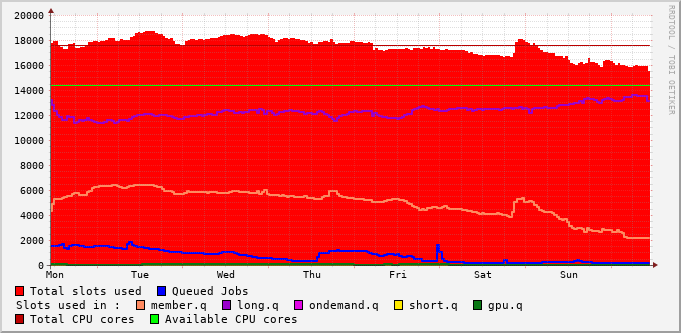 20000
18000
16000
14000
12000
10000
8000
6000
4000
2000
0
Mon Tue Wed Thu Fri Sat Sun
RRDTOOL / TOBI OETIKER
Total slots used Queued Jobs
Slots used in : member.q long.q ondemand.q short.q gpu.q
Total CPU cores Available CPU cores